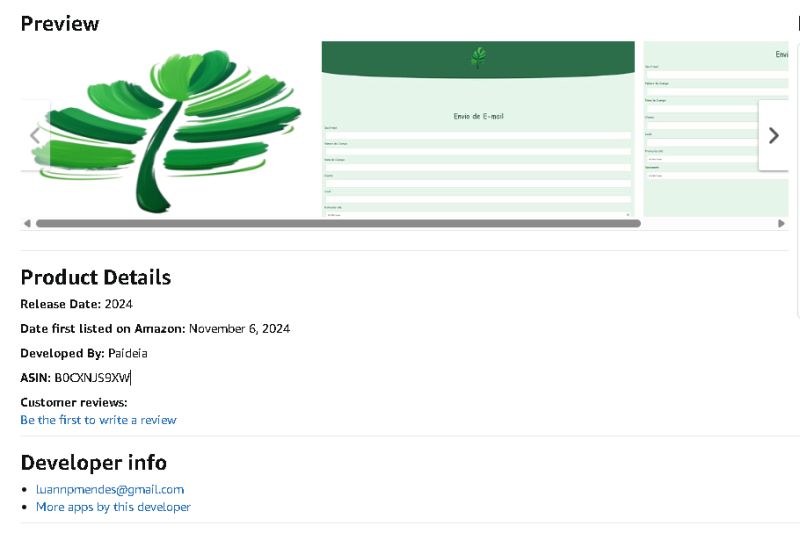 Preview
Envio de E-mail
Envi
Product Details
Release Date: 2024
Date first listed on Amazon: November 6, 2024
Developed By: Paideia
ASIN: B0CXNJS9XW
Customer reviews:
Be the first to write a review
Developer info
luannpmendes@gmail.com
More apps by this developer